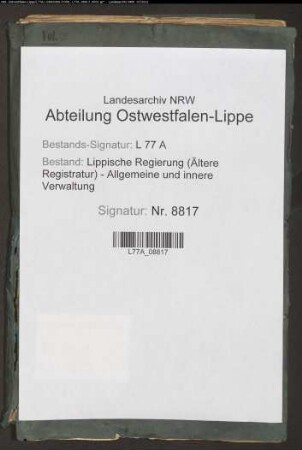 Landesarchiv NRW
Abteilung Ostwestfalen-Lippe
Bestands-Signatur: L 77 A
Bestand: Lippische Regierung (Ältere
Registratur) - Allgemeine und innere
Verwaltung
Signatur: Nr. 8817
L77A_08817